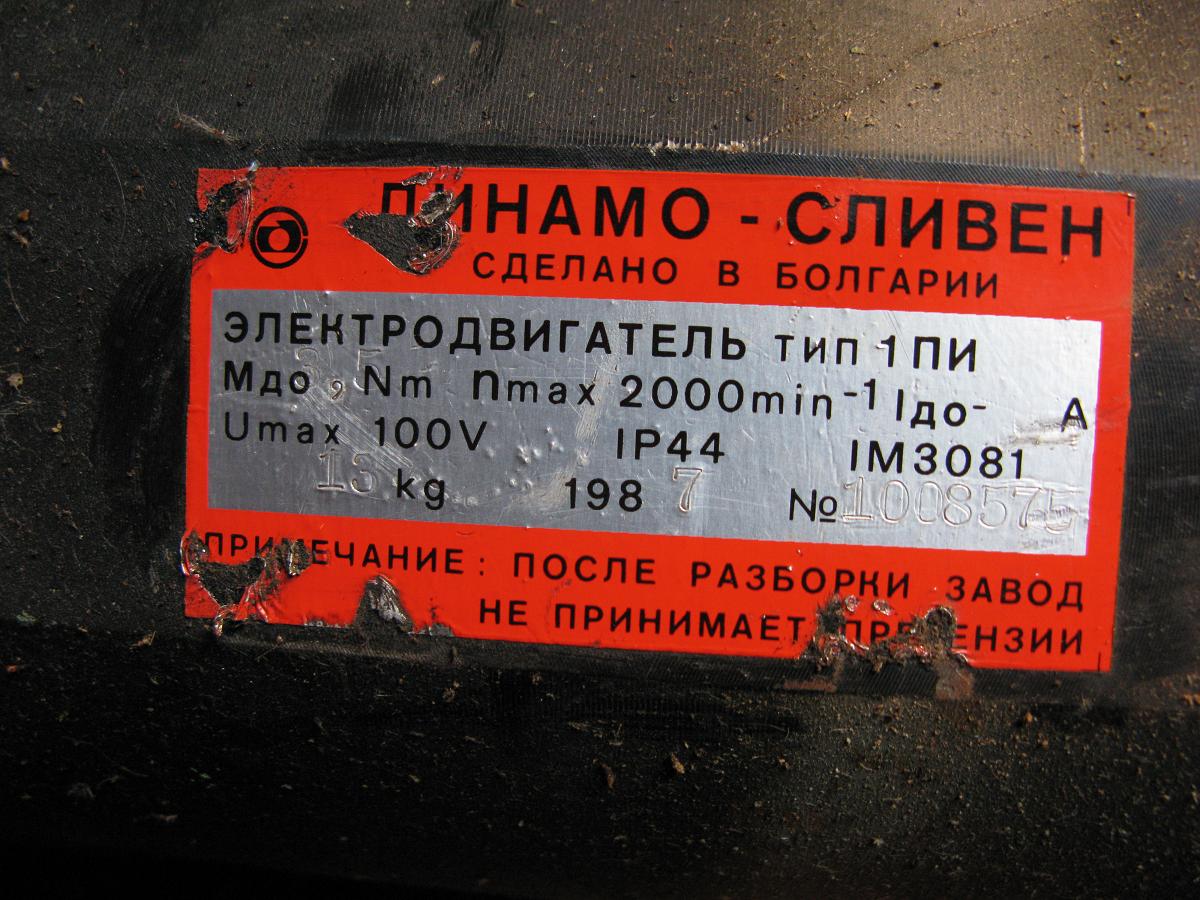 ДИНАМО - СЛИВЕН
СДЕЛАНО В БОЛГАРИИ
ЭЛЕКТРОДВИГАТЕЛЬ тип 1ПИ
Mдо 3,5 Nm nmax 2000min⁻¹ Iдо- A
Umax 100V IP44 IM3081
13 kg 1987 №1008575
ПРИМЕЧАНИЕ: ПОСЛЕ РАЗБОРКИ ЗАВОД
НЕ ПРИНИМАЕТ ПРЕТЕНЗИИ